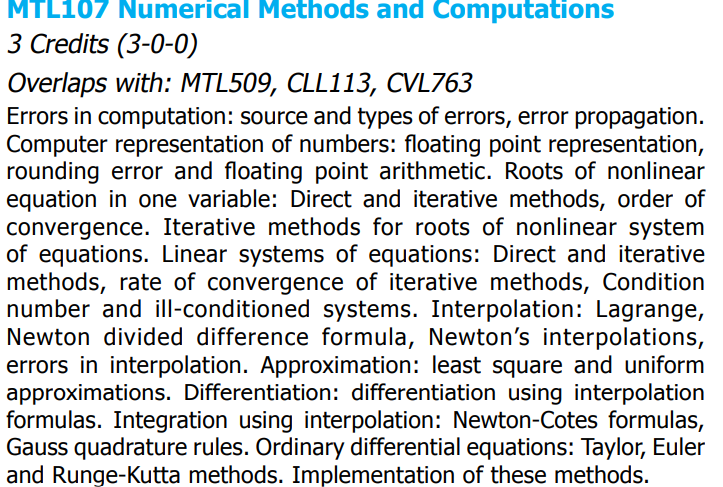 MTL107 Numerical Methods and Computations
3 Credits (3-0-0)
Overlaps with: MTL509, CLL113, CVL763
Errors in computation: source and types of errors, error propagation.
Computer representation of numbers: floating point representation,
rounding error and floating point arithmetic. Roots of nonlinear
equation in one variable: Direct and iterative methods, order of
convergence. Iterative methods for roots of nonlinear system
of equations. Linear systems of equations: Direct and iterative
methods, rate of convergence of iterative methods, Condition
number and ill-conditioned systems. Interpolation: Lagrange,
Newton divided difference formula, Newton’s interpolations,
errors in interpolation. Approximation: least square and uniform
approximations. Differentiation: differentiation using interpolation
formulas. Integration using interpolation: Newton-Cotes formulas,
Gauss quadrature rules. Ordinary differential equations: Taylor, Euler
and Runge-Kutta methods. Implementation of these methods.